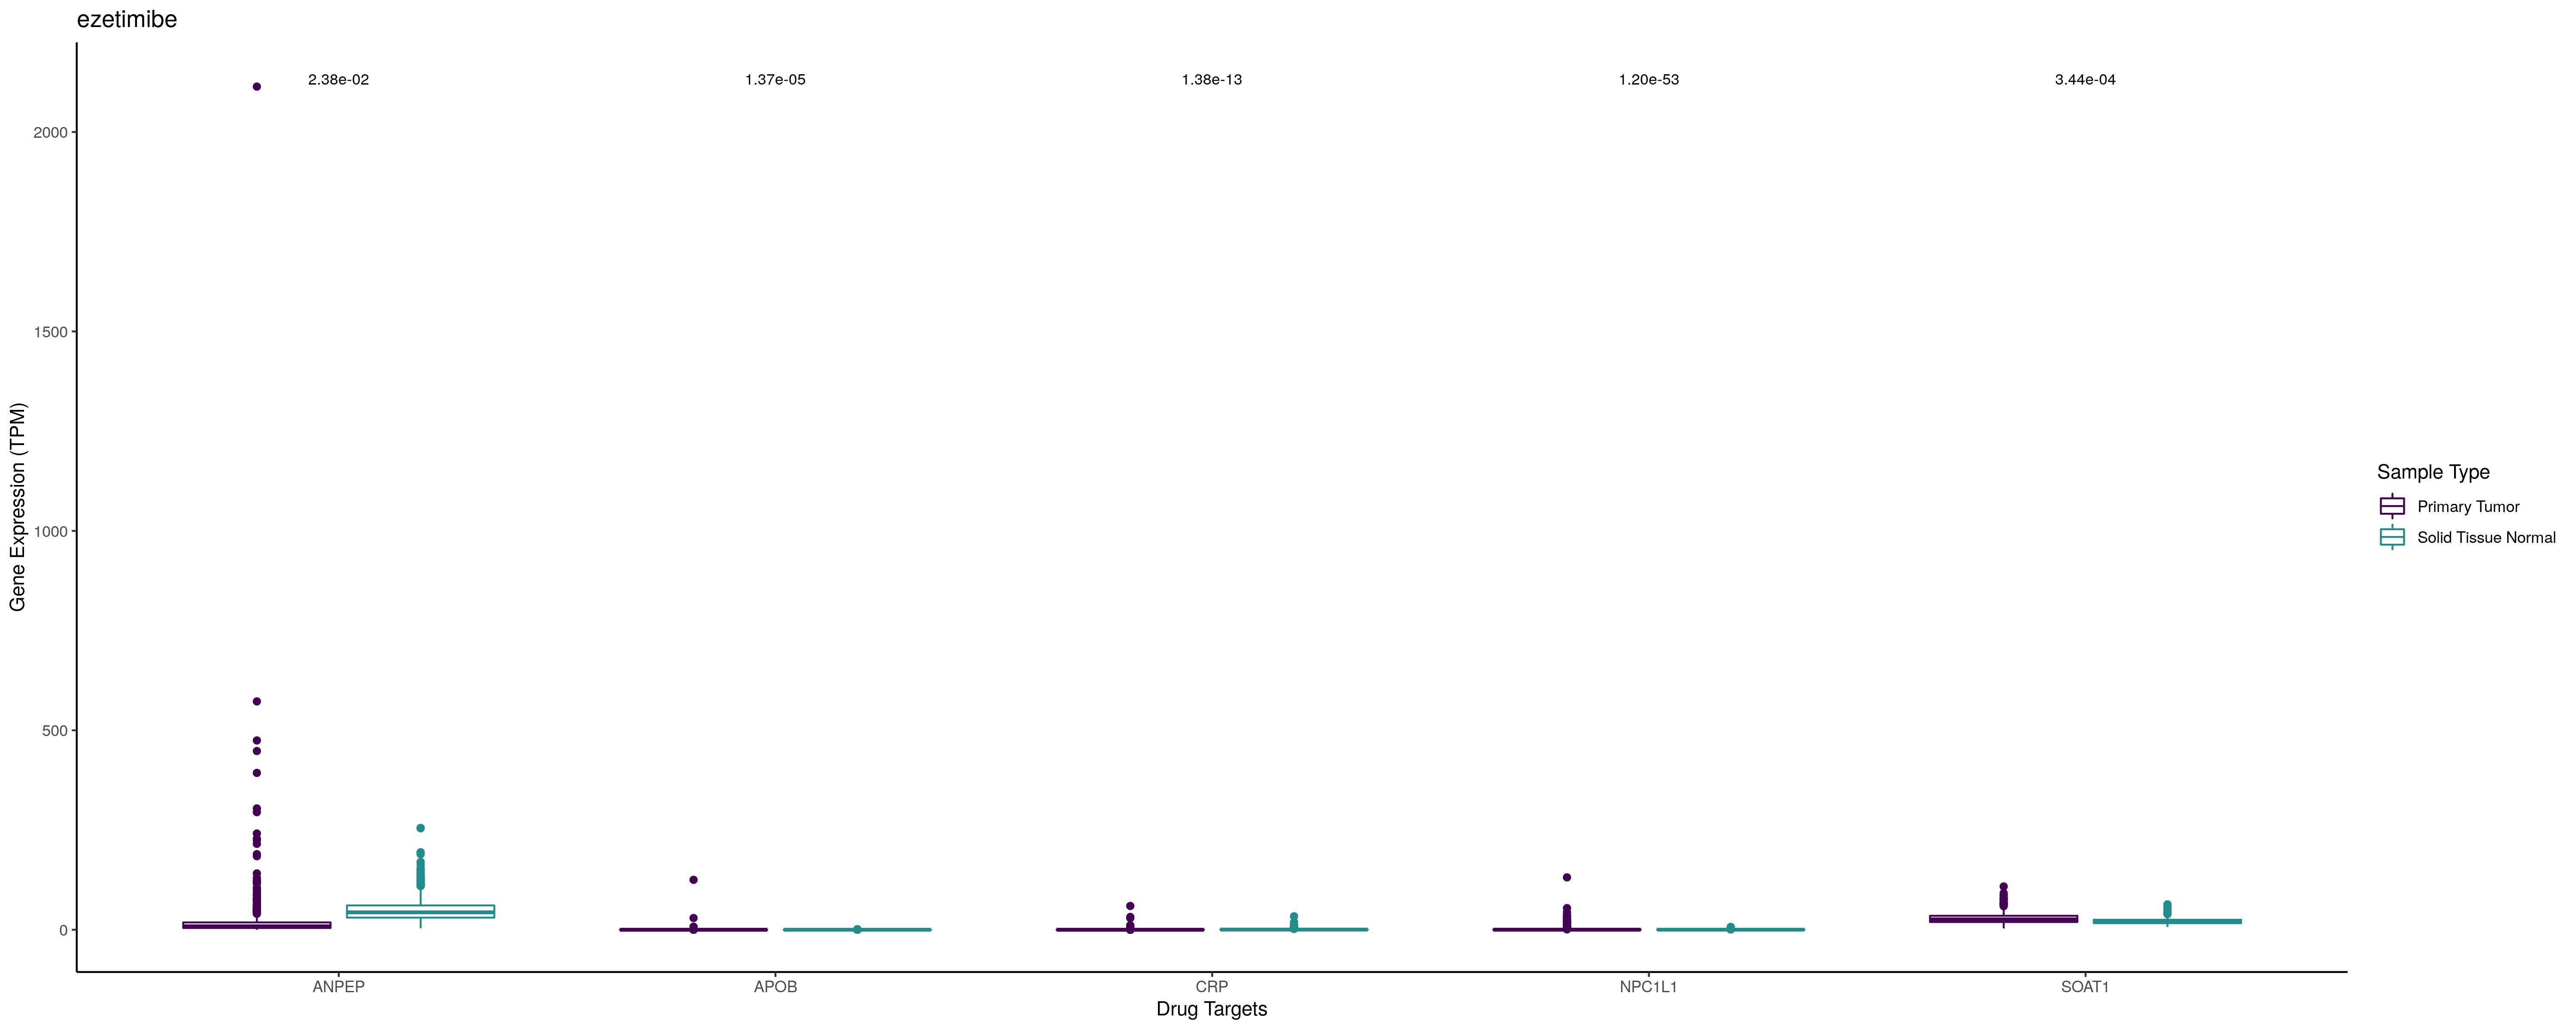 ezetimibe
2.38e-02
1.37e-05
1.38e-13
1.20e-53
3.44e-04
2000
1500
1000
500
0
Gene Expression (TPM)
ANPEP
APOB
CRP
NPC1L1
SOAT1
Drug Targets
Sample Type
Primary Tumor
Solid Tissue Normal